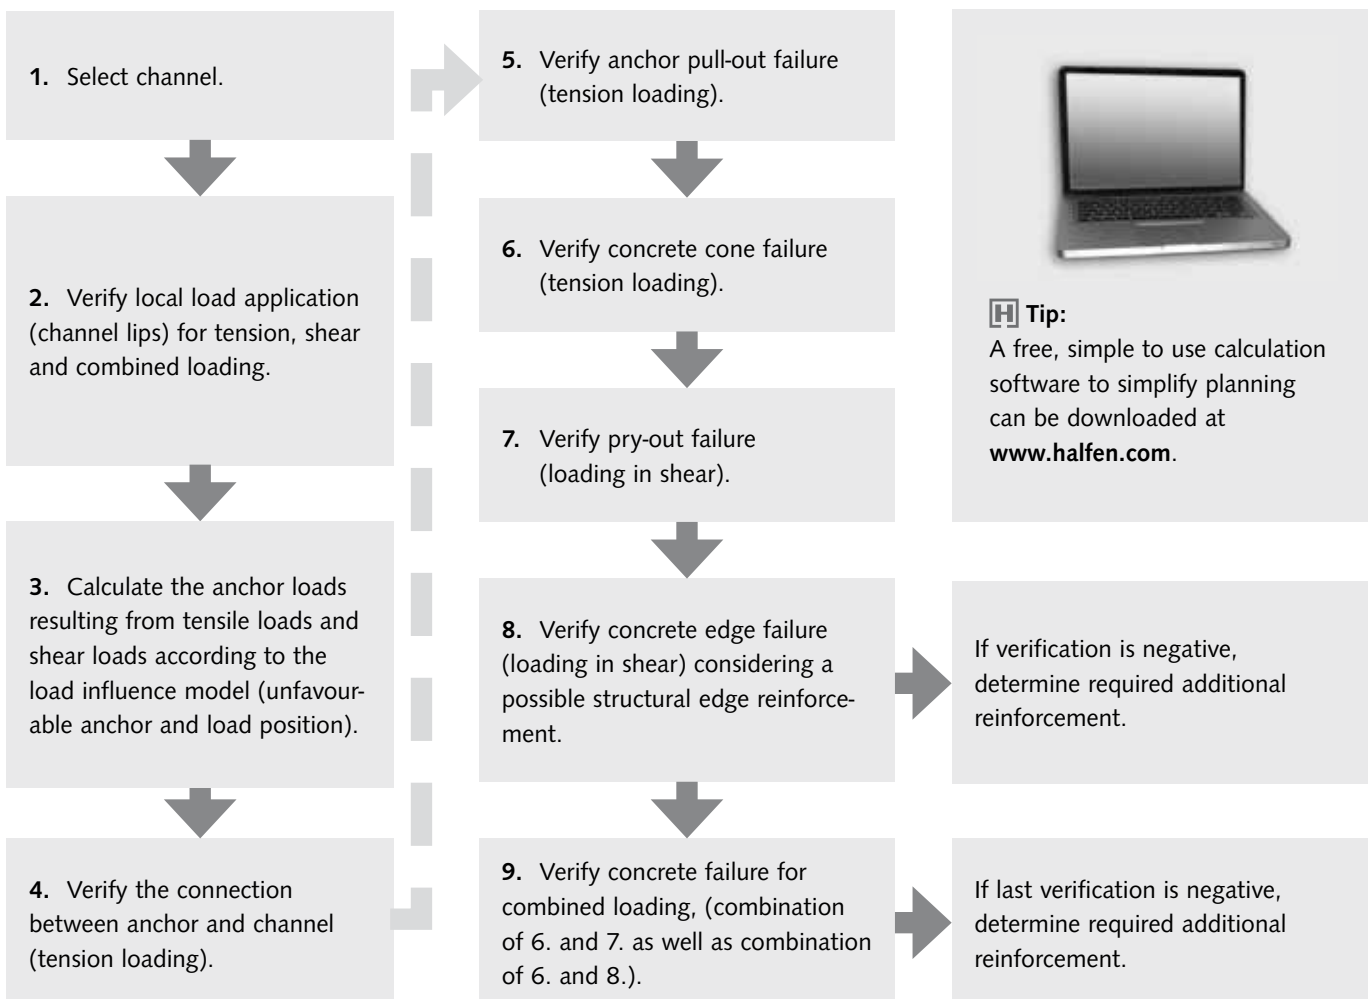 1. Select channel.
2. Verify local load application
(channel lips) for tension, shear
and combined loading.
3. Calculate the anchor loads
resulting from tensile loads and
shear loads according to the
load influence model (unfavour-
able anchor and load position).
4. Verify the connection
between anchor and channel
(tension loading).
5. Verify anchor pull-out failure
(tension loading).
6. Verify concrete cone failure
(tension loading).
7. Verify pry-out failure
(loading in shear).
8. Verify concrete edge failure
(loading in shear) considering a
possible structural edge reinforce-
ment.
9. Verify concrete failure for
combined loading, (combination
of 6. and 7. as well as combination
of 6. and 8.).
H Tip:
A free, simple to use calculation
software to simplify planning
can be downloaded at
www.halfen.com.
If verification is negative,
determine required additional
reinforcement.
If last verification is negative,
determine required additional
reinforcement.